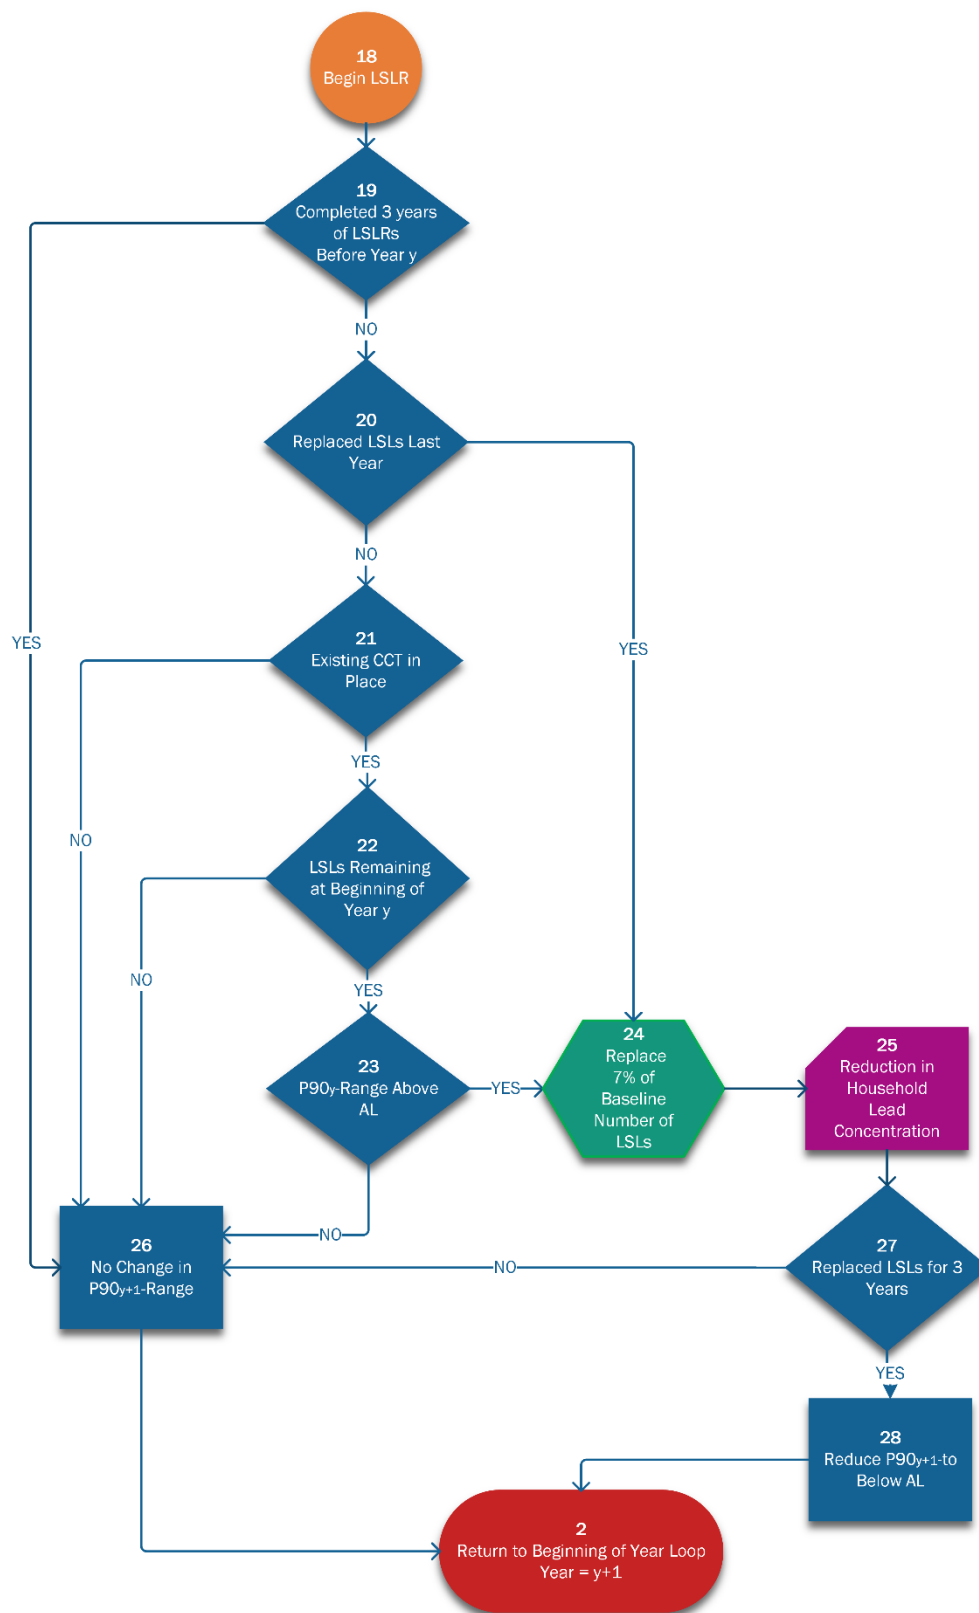 18
Begin LSLR
19
Completed 3 years
of LSLRs
Before Year y
NO
20
Replaced LSLs Last
Year
NO
YES
YES
21
Existing CCT in
Place
YES
NO
22
LSLs Remaining
at Beginning of
Year y
NO
YES
23
P90y-Range Above
AL
YES
24
Replace
7% of
Baseline
Number of
LSLs
25
Reduction in
Household
Lead
Concentration
NO
26
No Change in
P90y+1-Range
NO
27
Replaced LSLs for 3
Years
YES
28
Reduce P90y+1-to
Below AL
2
Return to Beginning of Year Loop
Year = y+1